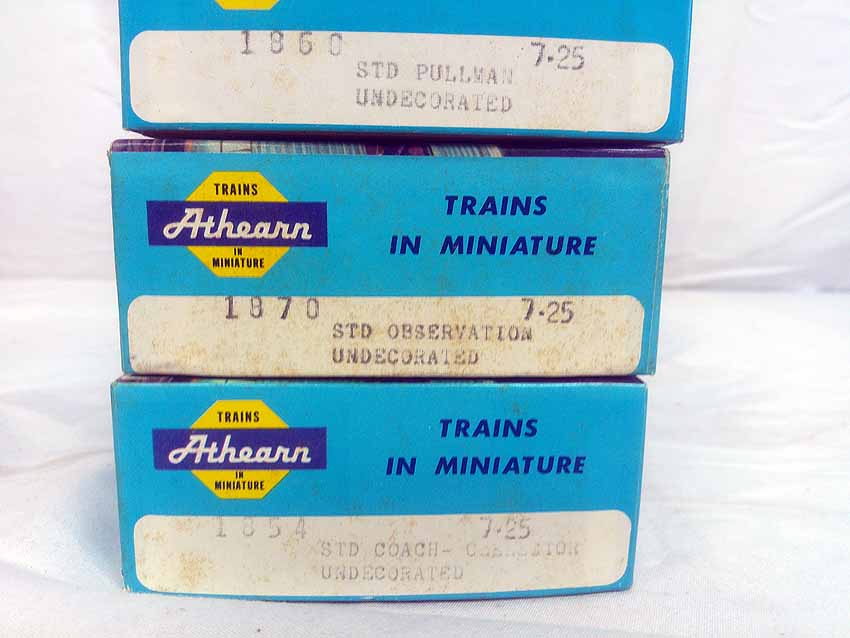 1860 7-25
STD PULLMAN
UNDECORATED
TRAINS
Athearn
IN
MINIATURE
TRAINS
IN MINIATURE
1870 7-25
STD OBSERVATION
UNDECORATED
TRAINS
Athearn
IN
MINIATURE
TRAINS
IN MINIATURE
1854 7-25
STD COACH-
UNDECORATED